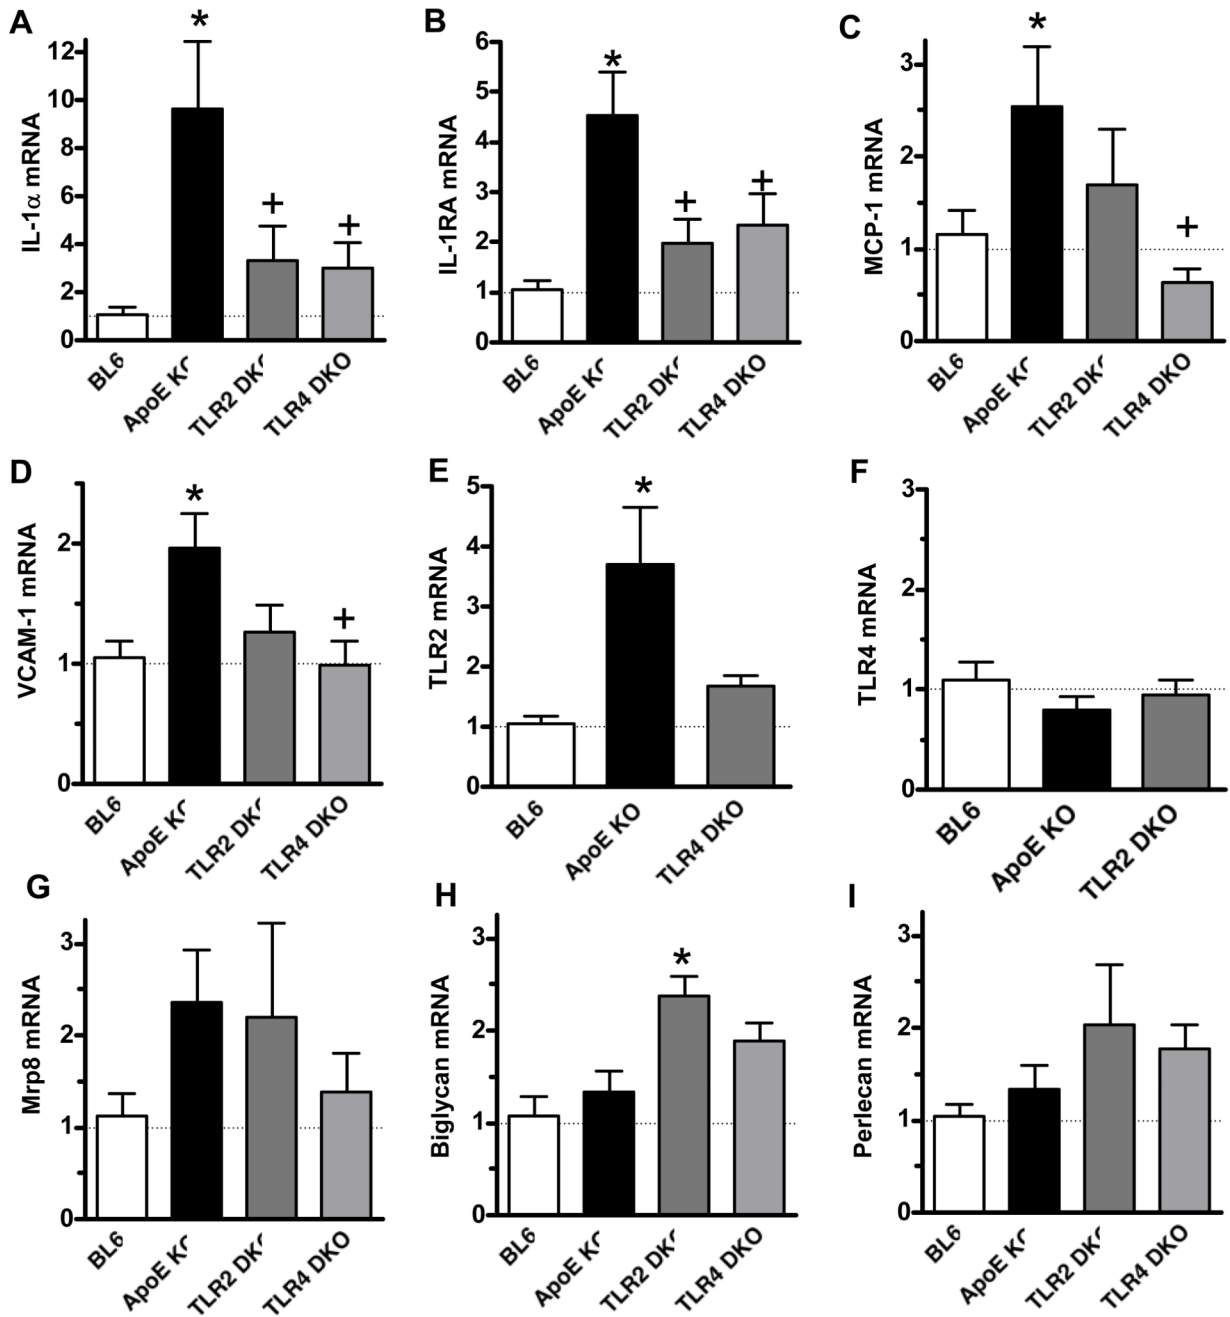 A
*
12
10
8
6
4
2
0
IL-1α mRNA
+
+
BL6
ApoE KO
TLR2 DKO
TLR4 DKO
B
*
6
5
4
3
2
1
0
IL-1RA mRNA
+
+
BL6
ApoE KO
TLR2 DKO
TLR4 DKO
C
*
3
2
1
0
MCP-1 mRNA
+
BL6
ApoE KO
TLR2 DKO
TLR4 DKO
D
*
2
1
0
VCAM-1 mRNA
+
BL6
ApoE KO
TLR2 DKO
TLR4 DKO
E
*
5
4
3
2
1
0
TLR2 mRNA
BL6
ApoE KO
TLR4 DKO
F
3
2
1
0
TLR4 mRNA
BL6
ApoE KO
TLR2 DKO
G
3
2
1
0
Mrp8 mRNA
BL6
ApoE KO
TLR2 DKO
TLR4 DKO
H
*
3
2
1
0
Biglycan mRNA
BL6
ApoE KO
TLR2 DKO
TLR4 DKO
I
3
2
1
0
Perlecan mRNA
BL6
ApoE KO
TLR2 DKO
TLR4 DKO